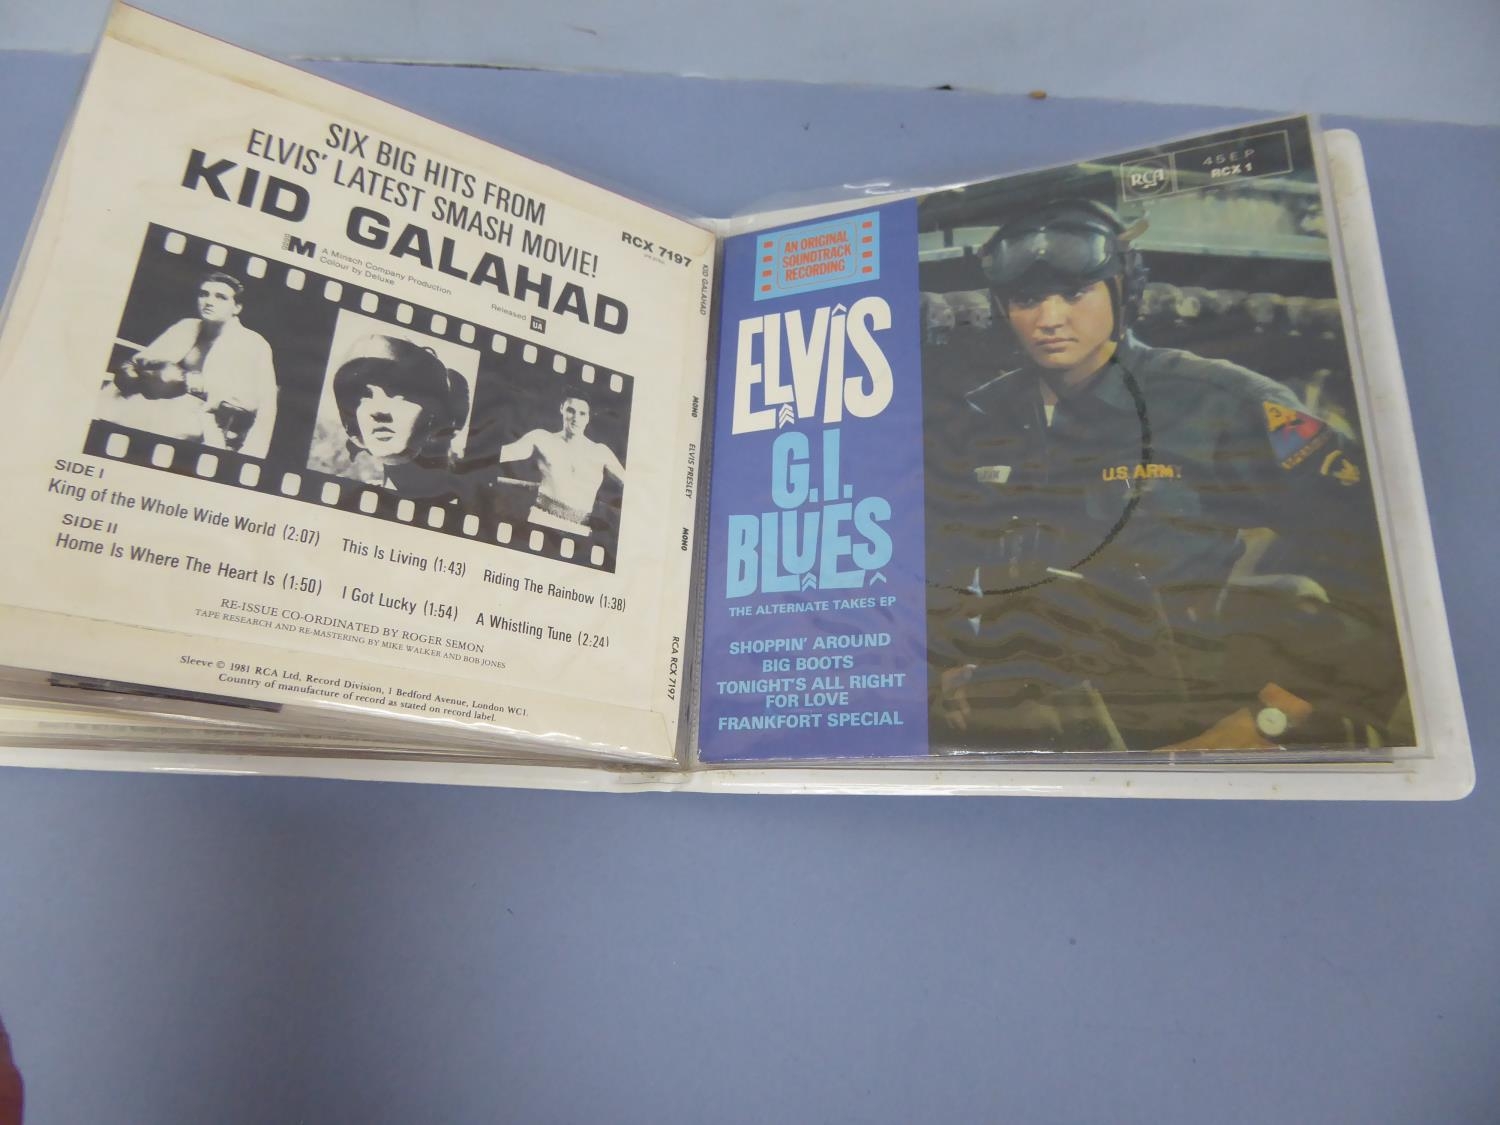 SIX BIG HITS FROM
ELVIS' LATEST SMASH MOVIE!
KID GALAHAD
RCX 7197
A Mirisch Company Production
Colour by Deluxe
Released
UA
SIDE I
King of the Whole Wide World (2:07) This Is Living (1:43) Riding The Rainbow (1:38)
SIDE II
Home Is Where The Heart Is (1:50) I Got Lucky (1:54) A Whistling Tune (2:24)
RE-ISSUE CO-ORDINATED BY ROGER SEMON
TAPE RESEARCH AND RE-MASTERING BY MIKE WALKER AND BOB JONES
Sleeve © 1981 RCA Ltd, Record Division, 1 Bedford Avenue, London WC1.
Country of manufacture of record as stated on record label.
KID GALAHAD
MONO
ELVIS PRESLEY
MONO
RCA RCX 7197
AN ORIGINAL
SOUNDTRACK
RECORDING
ELVIS
G.I.
BLUES
THE ALTERNATE TAKES EP
SHOPPIN' AROUND
BIG BOOTS
TONIGHT'S ALL RIGHT
FOR LOVE
FRANKFORT SPECIAL
RCA
45 E.P.
RCX 1
U.S. ARMY